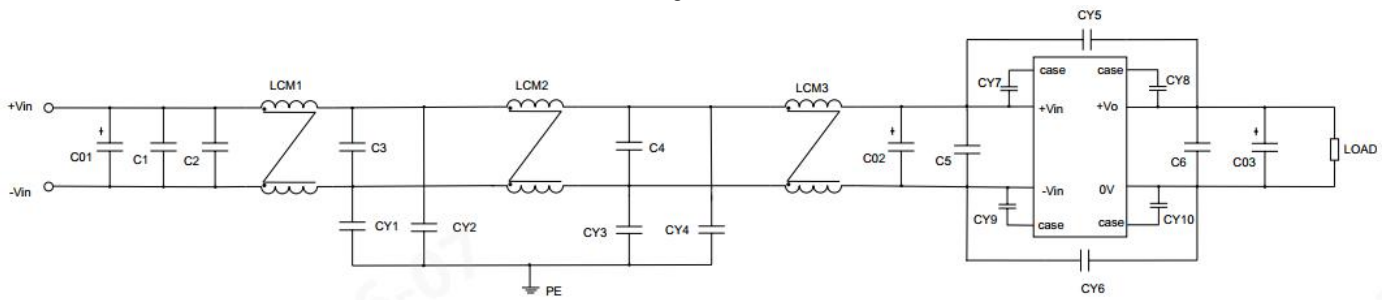 CY5
LCM1
LCM2
LCM3
case
case
CY7
CY8
+Vin
+Vin
+Vo
+
C01
C1
C2
C3
C4
+
C02
C5
C6
+
C03
LOAD
-Vin
-Vin
0V
CY1
CY2
CY3
CY4
CY9
case
case
CY10
PE
CY6